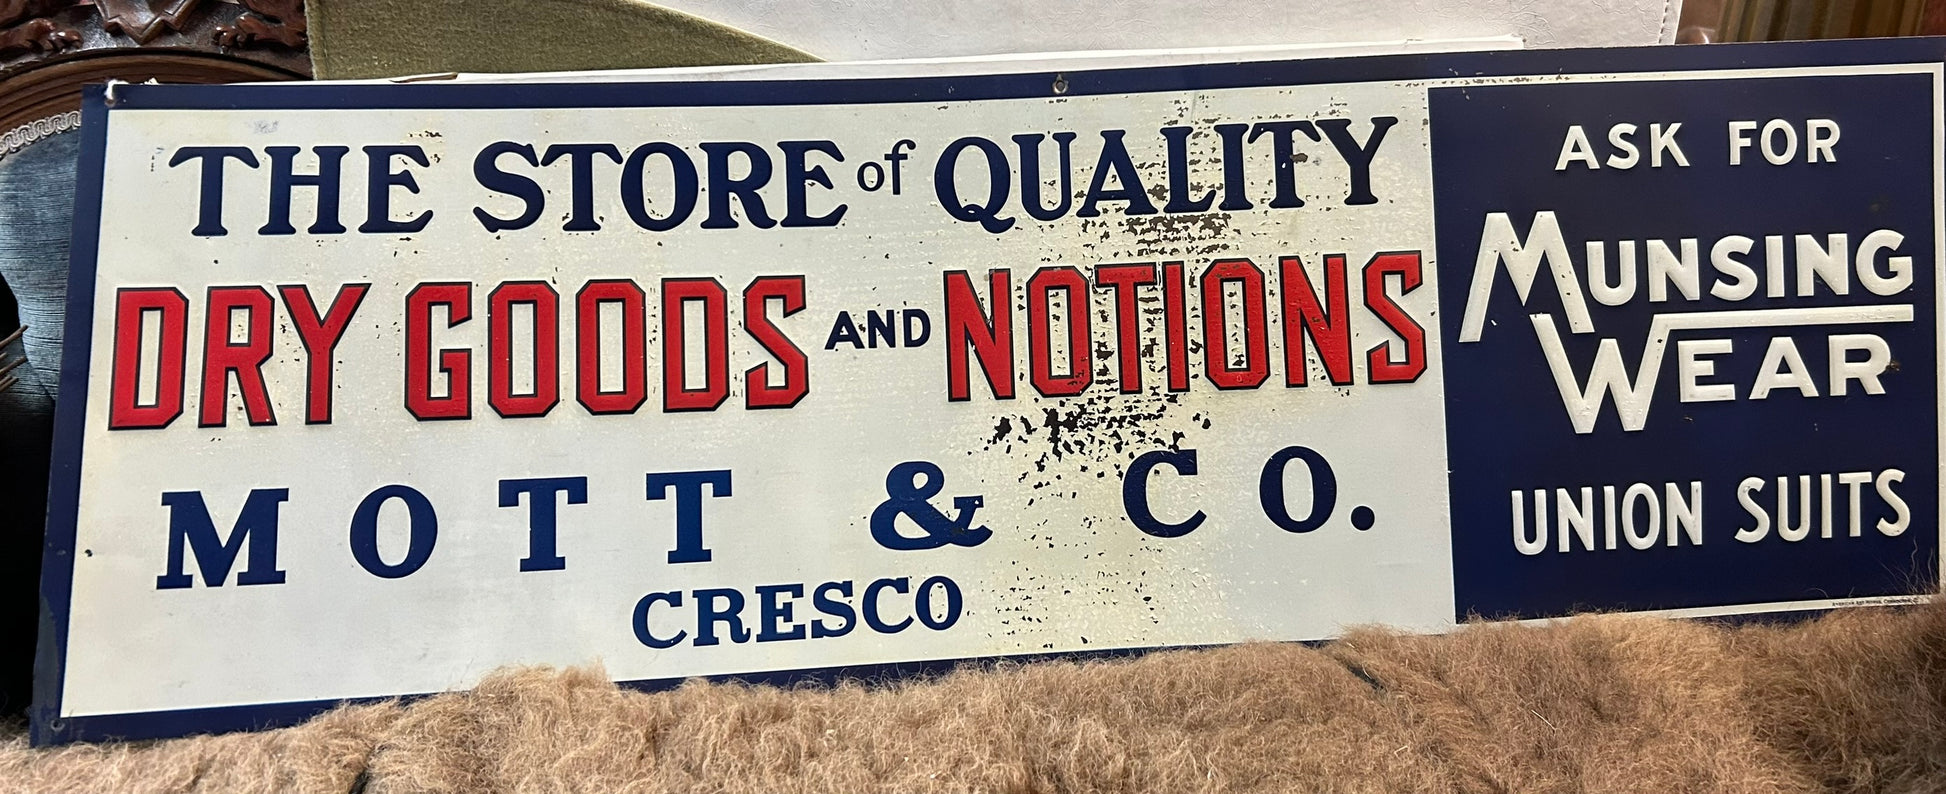 THE STORE of QUALITY
DRY GOODS AND NOTIONS
MOTT & CO.
CRESCO
ASK FOR
MUNSING
WEAR
UNION SUITS